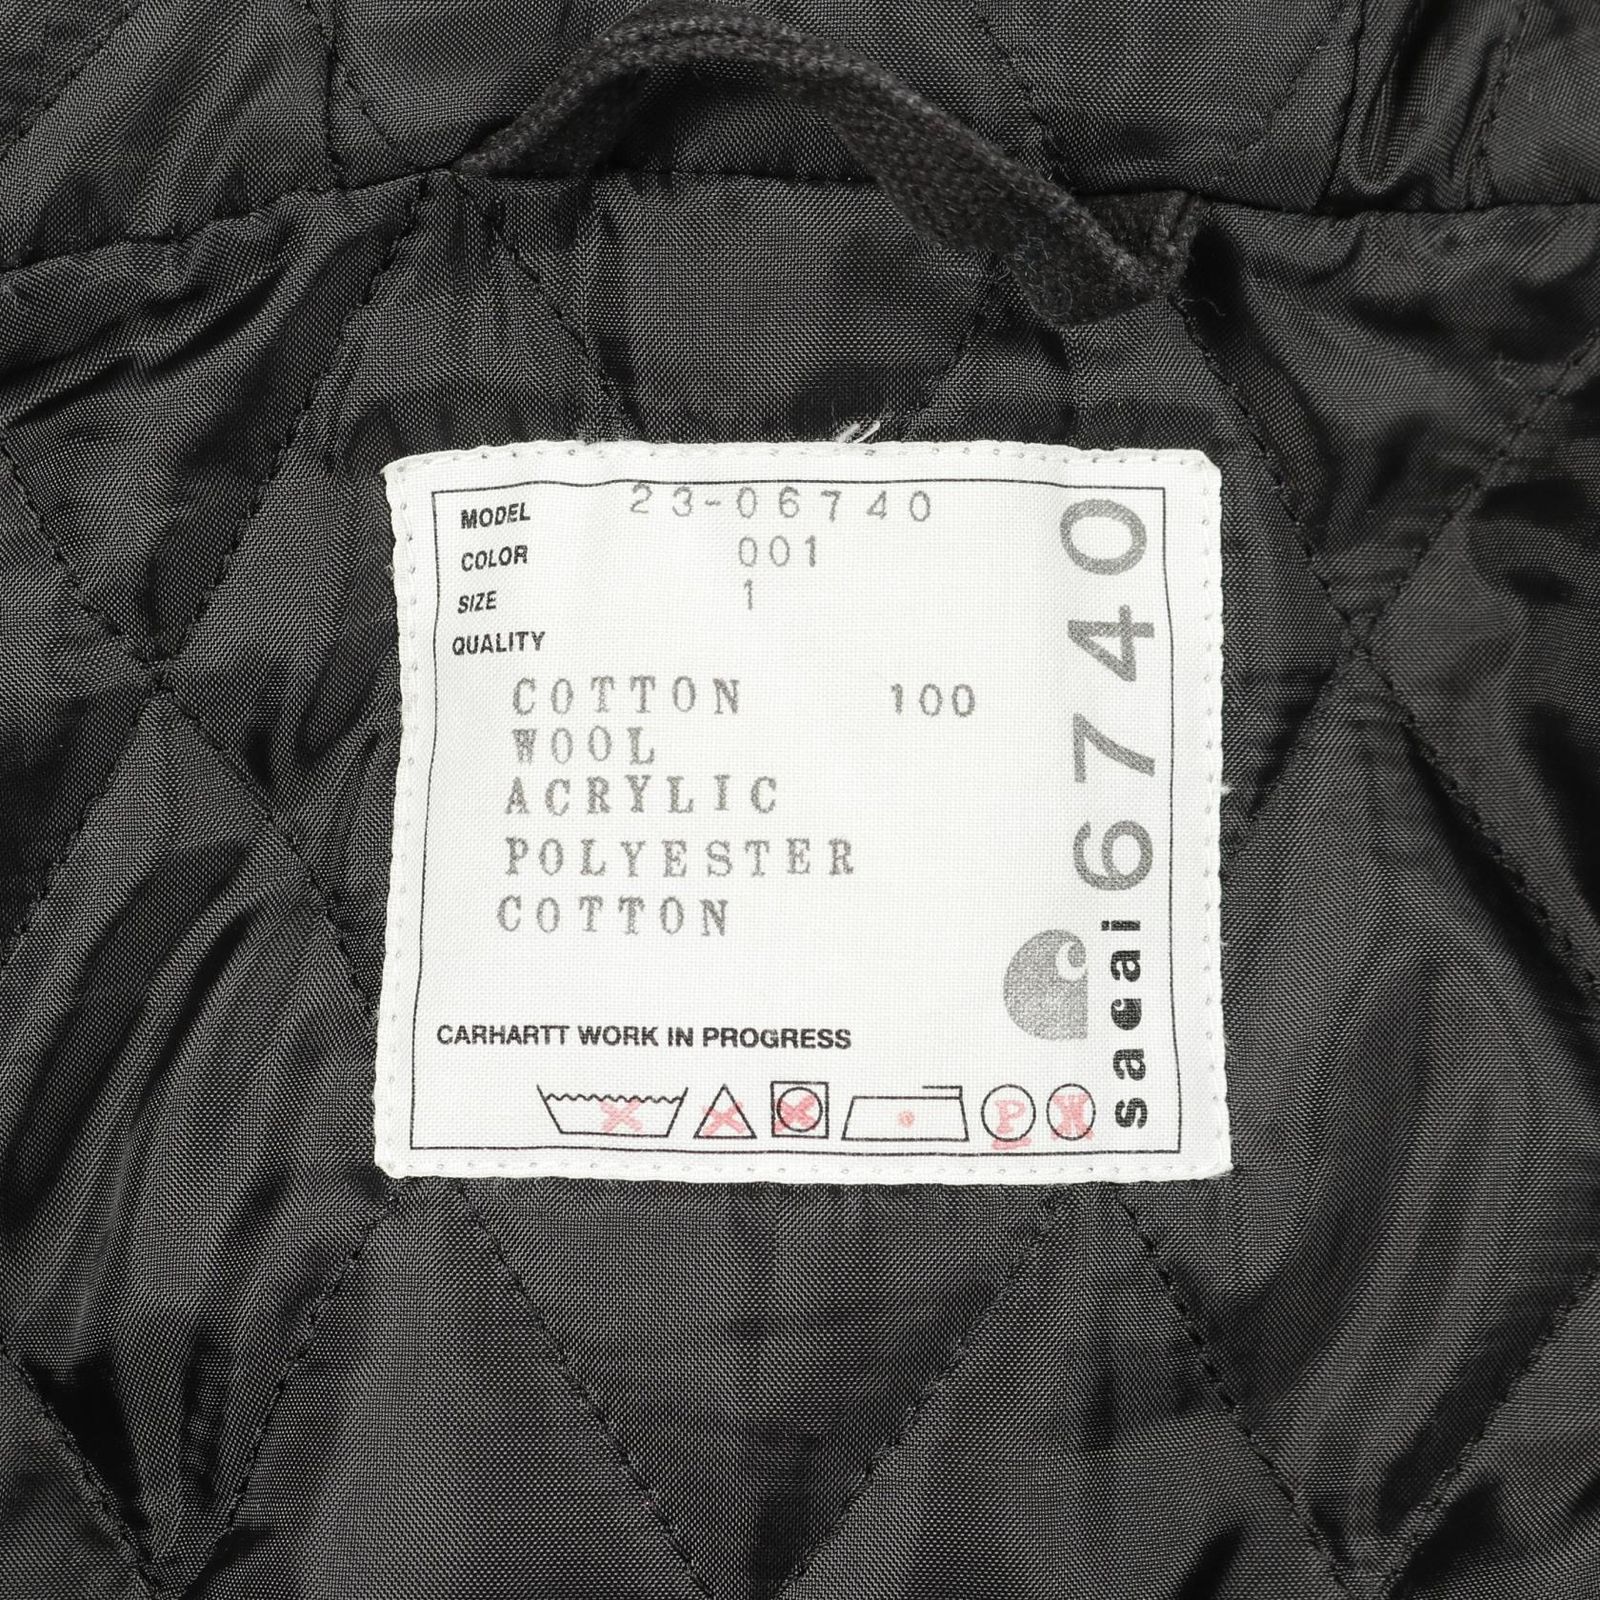 MODEL 23-06740
COLOR 001
SIZE 1
QUALITY
COTTON 100
WOOL
ACRYLIC
POLYESTER
COTTON
CARHARTT WORK IN PROGRESS
P W
sacai 6740